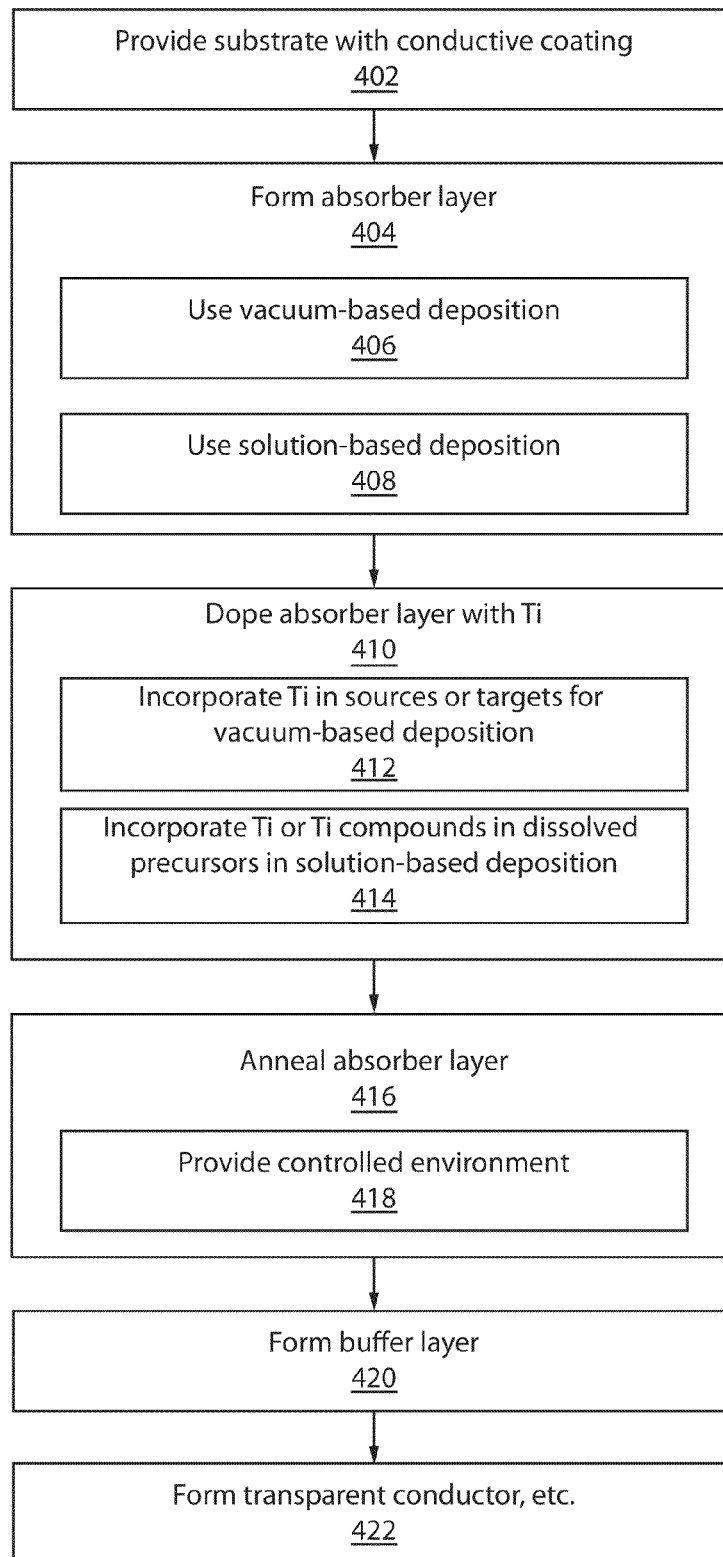 Provide substrate with conductive coating
402
Form absorber layer
404
Use vacuum-based deposition
406
Use solution-based deposition
408
Dope absorber layer with Ti
410
Incorporate Ti in sources or targets for
vacuum-based deposition
412
Incorporate Ti or Ti compounds in dissolved
precursors in solution-based deposition
414
Anneal absorber layer
416
Provide controlled environment
418
Form buffer layer
420
Form transparent conductor, etc.
422